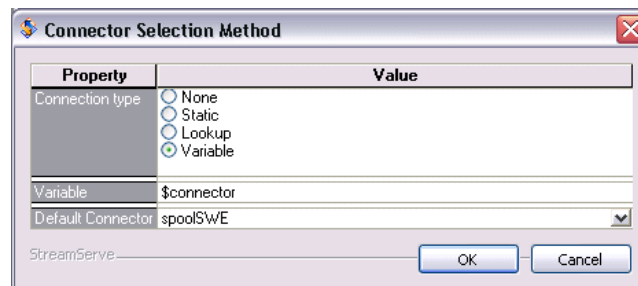 Connector Selection Method
Property Value
Connection type None
Static
Lookup
Variable
Variable $connector
Default Connector spoolSWE
StreamServe
OK Cancel